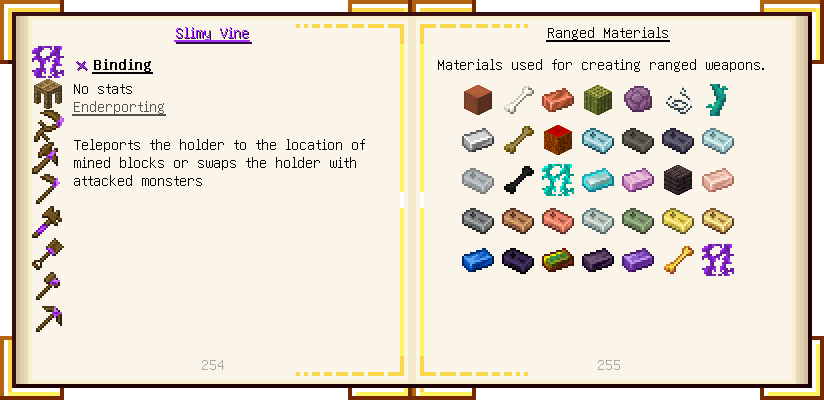 Slimy Vine
Binding
No stats
Enderporting
Teleports the holder to the location of
mined blocks or swaps the holder with
attacked monsters
254
Ranged Materials
Materials used for creating ranged weapons.
255